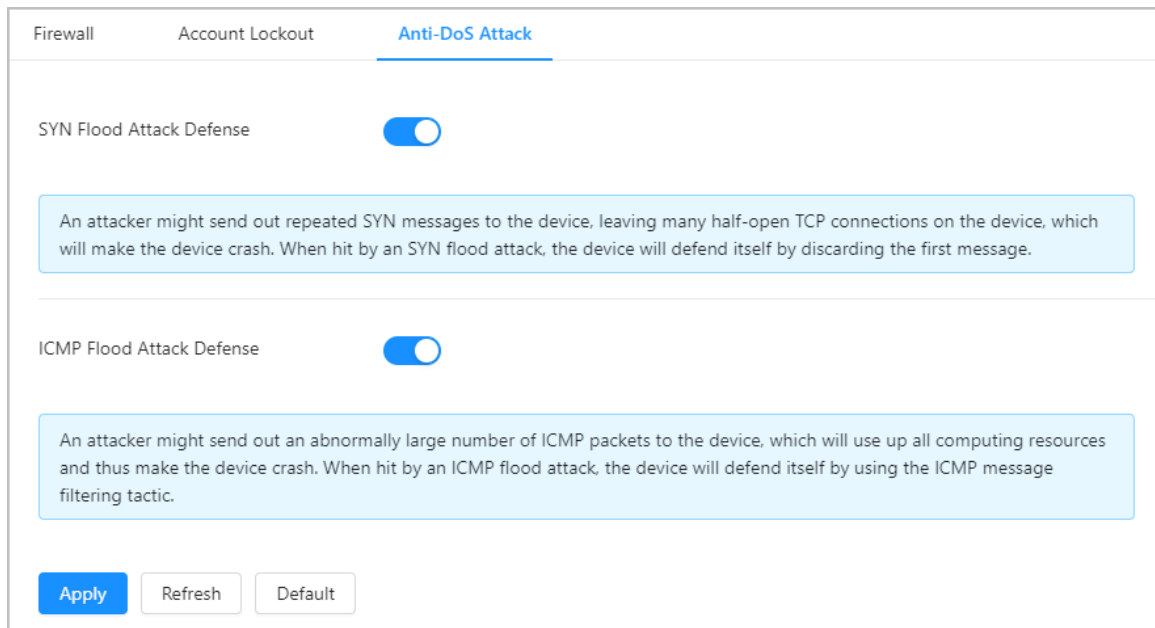 Firewall Account Lockout Anti-DoS Attack
SYN Flood Attack Defense
An attacker might send out repeated SYN messages to the device, leaving many half-open TCP connections on the device, which
will make the device crash. When hit by an SYN flood attack, the device will defend itself by discarding the first message.
ICMP Flood Attack Defense
An attacker might send out an abnormally large number of ICMP packets to the device, which will use up all computing resources
and thus make the device crash. When hit by an ICMP flood attack, the device will defend itself by using the ICMP message
filtering tactic.
Apply Refresh Default